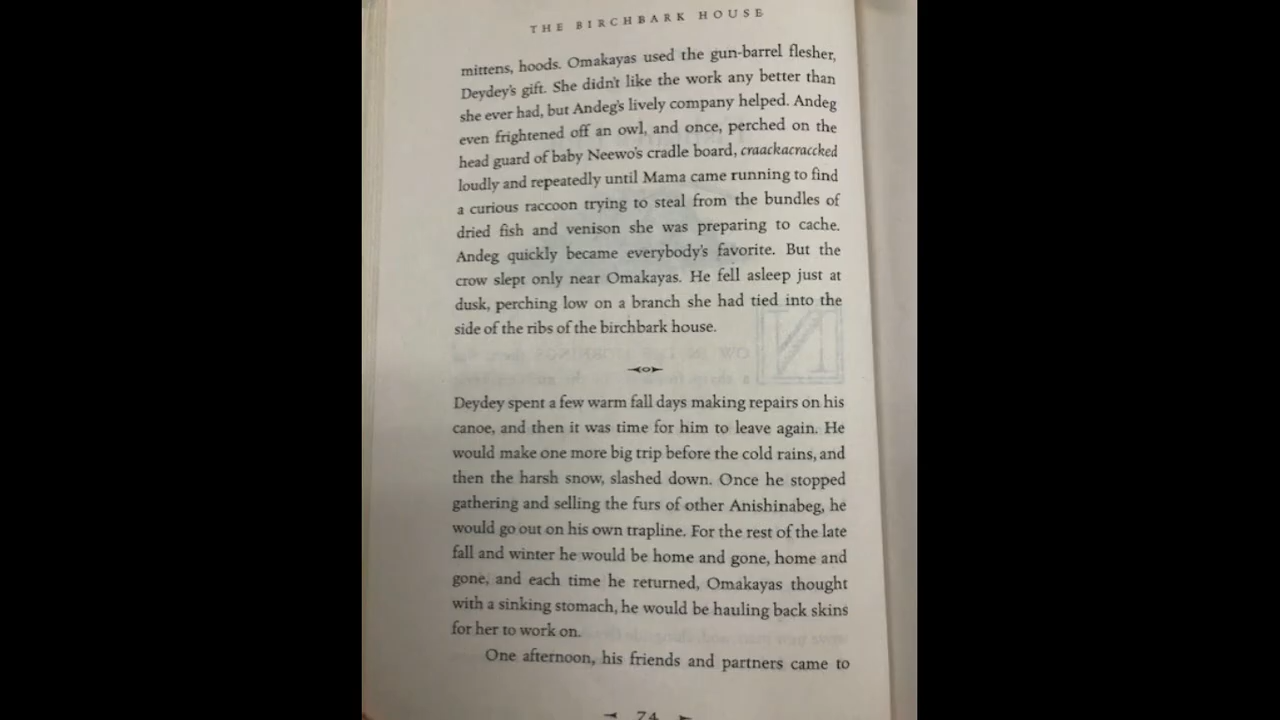 THE BIRCHBARK HOUSE
mittens, hoods. Omakayas used the gun-barrel flesher,
Deydey's gift. She didn't like the work any better than
she ever had, but Andeg's lively company helped. Andeg
even frightened off an owl, and once, perched on the
head guard of baby Neewo's cradle board, craackacraccked
loudly and repeatedly until Mama came running to find
a curious raccoon trying to steal from the bundles of
dried fish and venison she was preparing to cache.
Andeg quickly became everybody's favorite. But the
crow slept only near Omakayas. He fell asleep just at
dusk, perching low on a branch she had tied into the
side of the ribs of the birchbark house.
Deydey spent a few warm fall days making repairs on his
canoe, and then it was time for him to leave again. He
would make one more big trip before the cold rains, and
then the harsh snow, slashed down. Once he stopped
gathering and selling the furs of other Anishinabeg, he
would go out on his own trapline. For the rest of the late
fall and winter he would be home and gone, home and
gone, and each time he returned, Omakayas thought
with a sinking stomach, he would be hauling back skins
for her to work on.
One afternoon, his friends and partners came to
74